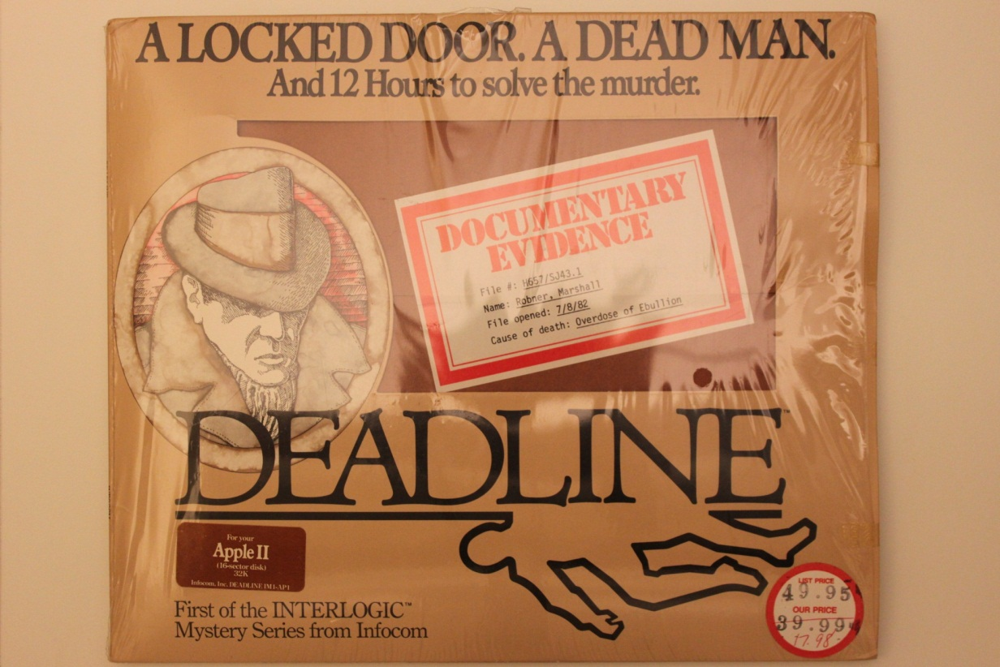 A LOCKED DOOR. A DEAD MAN.
And 12 Hours to solve the murder.
DOCUMENTARY
EVIDENCE
File #: H657/SJ43.1
Name: Robner, Marshall
File opened: 7/8/82
Cause of death: Overdose of Ebullion
DEADLINE™
For your
Apple II
(16-sector disk)
32K
Infocom, Inc. DEADLINE IM1-AP1
First of the INTERLOGIC™
Mystery Series from Infocom
LIST PRICE
49.95
OUR PRICE
39.99
17.98